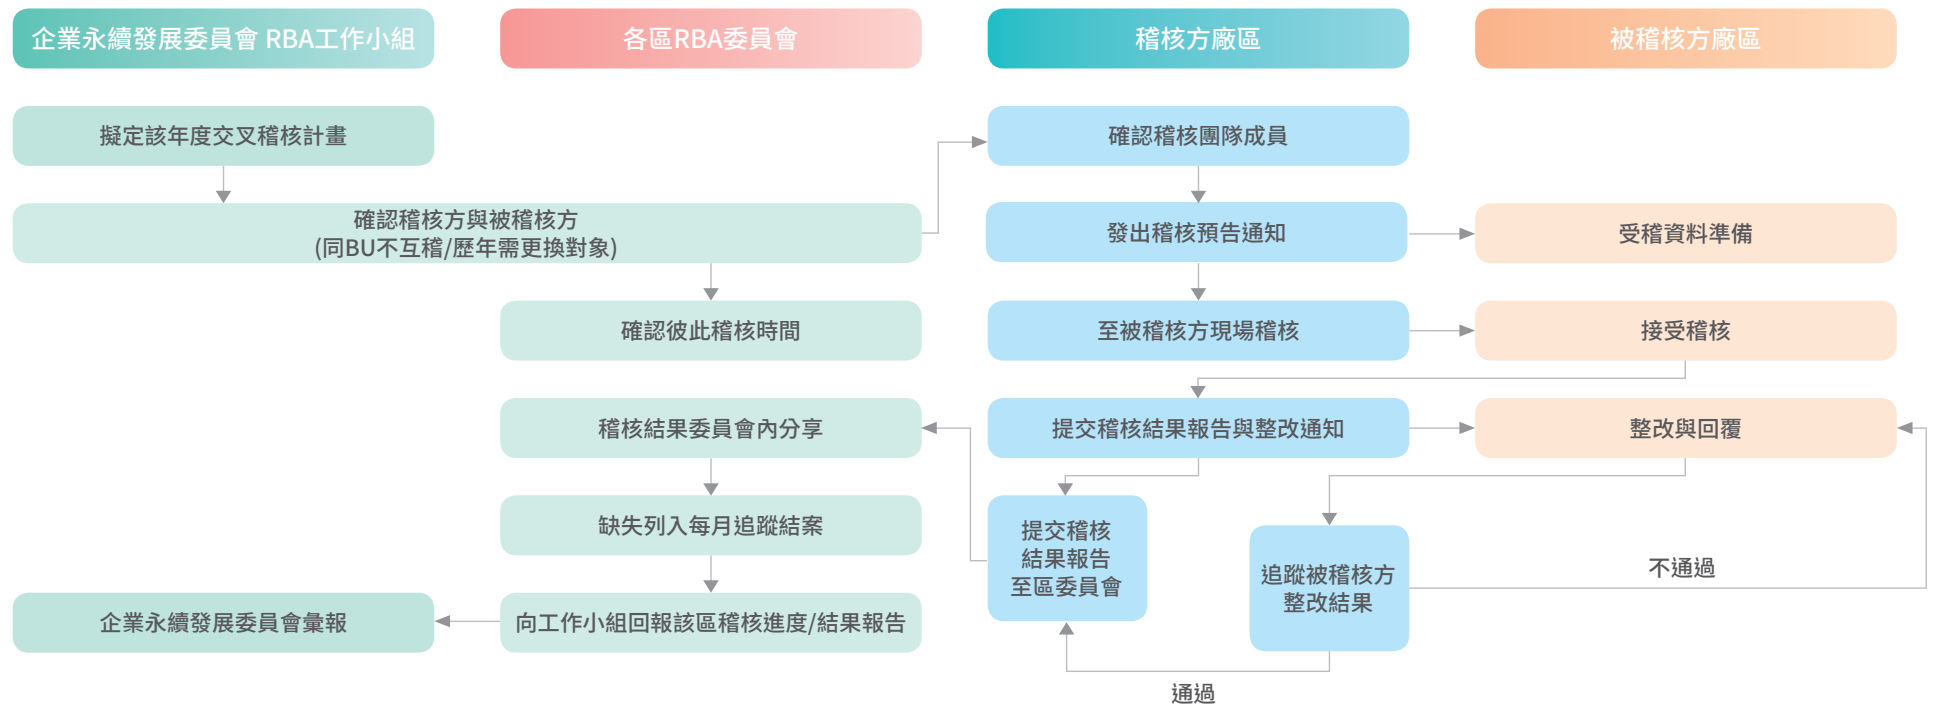 企業永續發展委員會 RBA工作小組
各區RBA委員會
稽核方廠區
被稽核方廠區
擬定該年度交叉稽核計畫
確認稽核團隊成員
確認稽核方與被稽核方
(同BU不互稽/歷年需更換對象)
發出稽核預告通知
受稽資料準備
確認彼此稽核時間
至被稽核方現場稽核
接受稽核
稽核結果委員會內分享
提交稽核結果報告與整改通知
整改與回覆
缺失列入每月追蹤結案
提交稽核
結果報告
至區委員會
追蹤被稽核方
整改結果
不通過
企業永續發展委員會彙報
向工作小組回報該區稽核進度/結果報告
通過